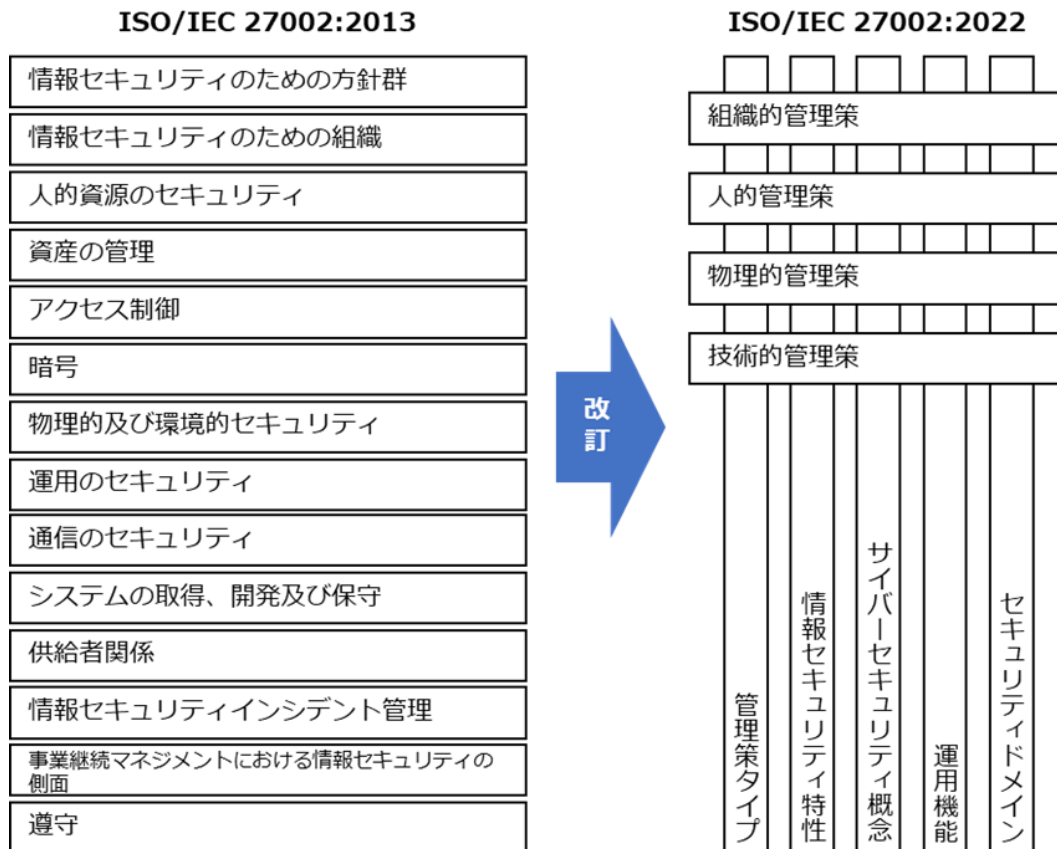 ISO/IEC 27002:2013
情報セキュリティのための方針群
情報セキュリティのための組織
人的資源のセキュリティ
資産の管理
アクセス制御
暗号
物理的及び環境的セキュリティ
運用のセキュリティ
通信のセキュリティ
システムの取得、開発及び保守
供給者関係
情報セキュリティインシデント管理
事業継続マネジメントにおける情報セキュリティの
側面
遵守
改訂
ISO/IEC 27002:2022
組織的管理策
人的管理策
物理的管理策
技術的管理策
管理策タイプ
情報セキュリティ特性
サイバーセキュリティ概念
運用機能
セキュリティドメイン